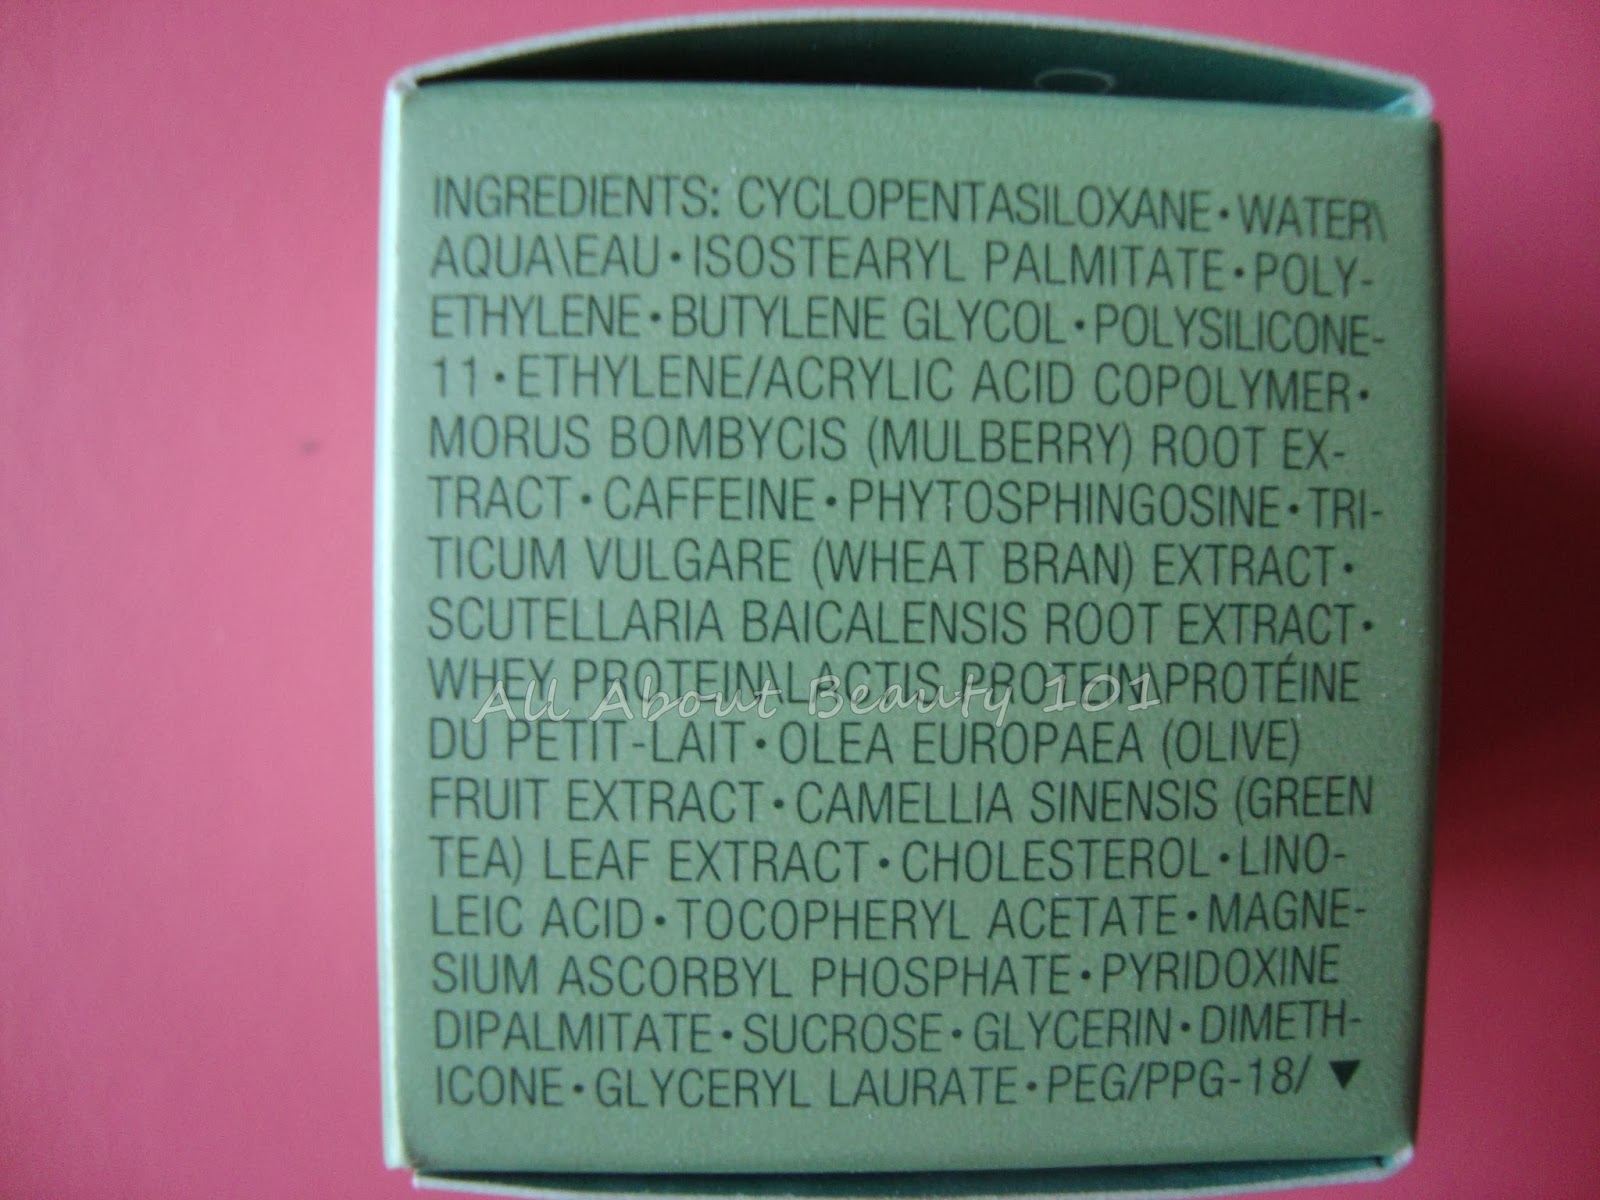 INGREDIENTS: CYCLOPENTASILOXANE • WATER\
AQUA\EAU • ISOSTEARYL PALMITATE • POLY-
ETHYLENE • BUTYLENE GLYCOL • POLYSILICONE-
11 • ETHYLENE/ACRYLIC ACID COPOLYMER •
MORUS BOMBYCIS (MULBERRY) ROOT EX-
TRACT • CAFFEINE • PHYTOSPHINGOSINE • TRI-
TICUM VULGARE (WHEAT BRAN) EXTRACT •
SCUTELLARIA BAICALENSIS ROOT EXTRACT •
WHEY PROTEIN\LACTIS PROTEIN\PROTÉINE
All About Beauty 101
DU PETIT-LAIT • OLEA EUROPAEA (OLIVE)
FRUIT EXTRACT • CAMELLIA SINENSIS (GREEN
TEA) LEAF EXTRACT • CHOLESTEROL • LINO-
LEIC ACID • TOCOPHERYL ACETATE • MAGNE-
SIUM ASCORBYL PHOSPHATE • PYRIDOXINE
DIPALMITATE • SUCROSE • GLYCERIN • DIMETH-
ICONE • GLYCERYL LAURATE • PEG/PPG-18/ ▼